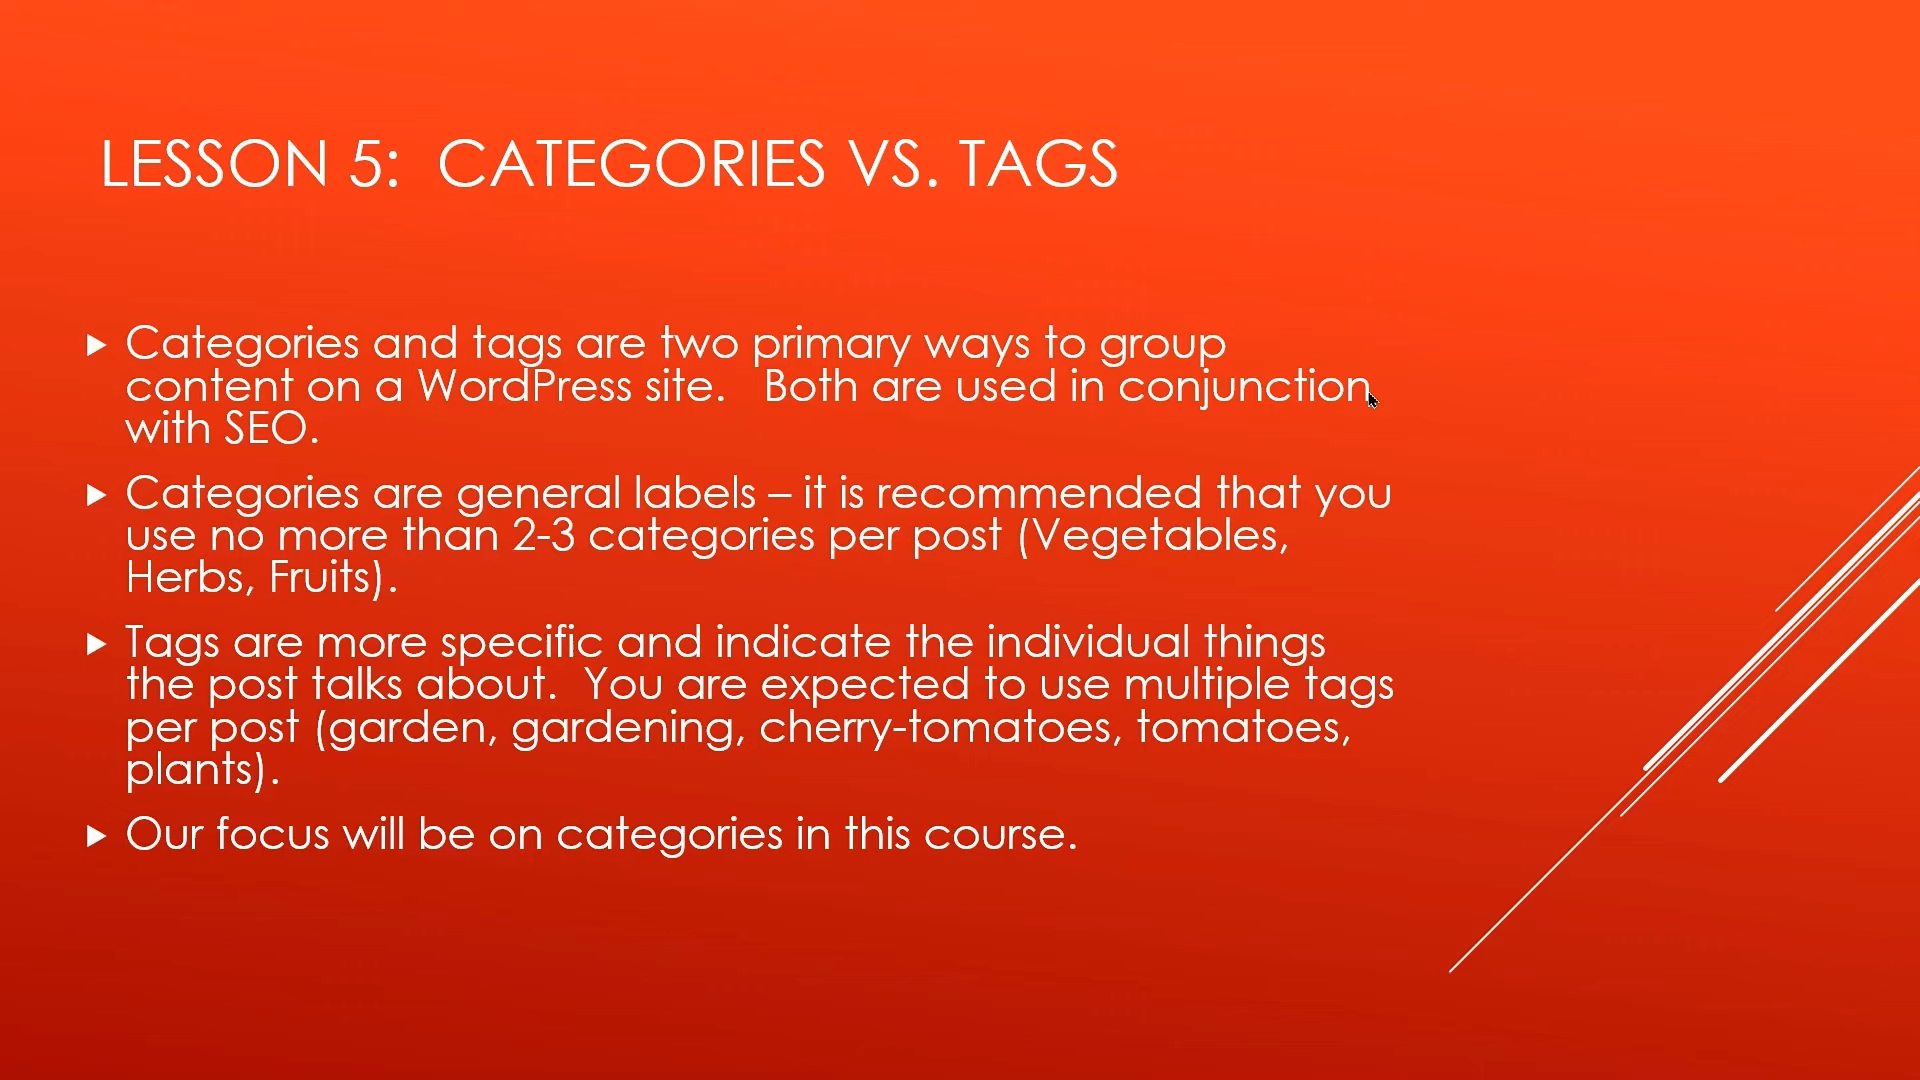 LESSON 5:  CATEGORIES VS. TAGS
Categories and tags are two primary ways to group
content on a WordPress site.   Both are used in conjunction
with SEO.
Categories are general labels – it is recommended that you
use no more than 2-3 categories per post (Vegetables,
Herbs, Fruits).
Tags are more specific and indicate the individual things
the post talks about.  You are expected to use multiple tags
per post (garden, gardening, cherry-tomatoes, tomatoes,
plants).
Our focus will be on categories in this course.